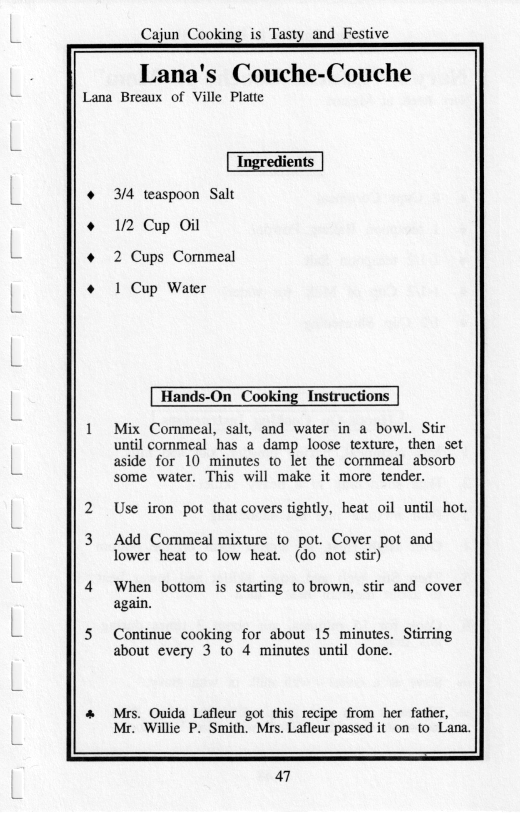 Cajun Cooking is Tasty and Festive
Lana's Couche-Couche
Lana Breaux of Ville Platte
Ingredients
♦ 3/4 teaspoon Salt
♦ 1/2 Cup Oil
♦ 2 Cups Cornmeal
♦ 1 Cup Water
Hands-On Cooking Instructions
1 Mix Cornmeal, salt, and water in a bowl. Stir
until cornmeal has a damp loose texture, then set
aside for 10 minutes to let the cornmeal absorb
some water. This will make it more tender.
2 Use iron pot that covers tightly, heat oil until hot.
3 Add Cornmeal mixture to pot. Cover pot and
lower heat to low heat. (do not stir)
4 When bottom is starting to brown, stir and cover
again.
5 Continue cooking for about 15 minutes. Stirring
about every 3 to 4 minutes until done.
♣ Mrs. Ouida Lafleur got this recipe from her father,
Mr. Willie P. Smith. Mrs. Lafleur passed it on to Lana.
47